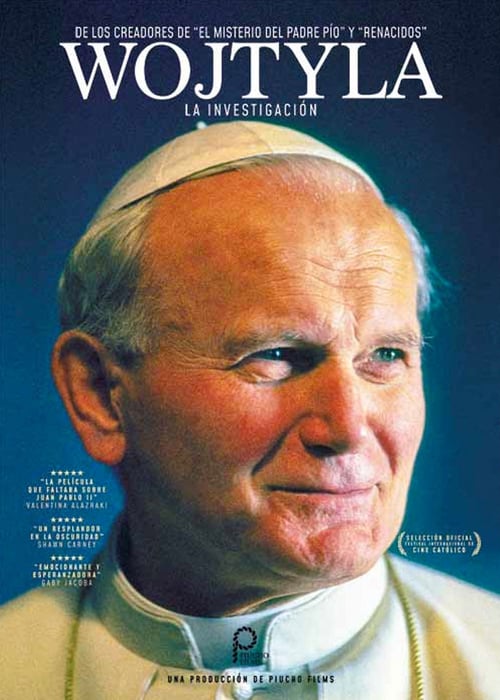 DE LOS CREADORES DE "EL MISTERIO DEL PADRE PÍO" Y "RENACIDOS"
WOJTYLA
LA INVESTIGACIÓN
★★★★★
"LA PELÍCULA
QUE FALTABA SOBRE
JUAN PABLO II"
VALENTINA ALAZRAKI
★★★★★
"UN RESPLANDOR
EN LA OSCURIDAD"
SHAWN CARNEY
★★★★★
"EMOCIONANTE Y
ESPERANZADORA"
GABY JACOBA
SELECCIÓN OFICIAL
FESTIVAL INTERNACIONAL DE
CINE CATÓLICO
PIUCHO
FILMS
UNA PRODUCCIÓN DE PIUCHO FILMS